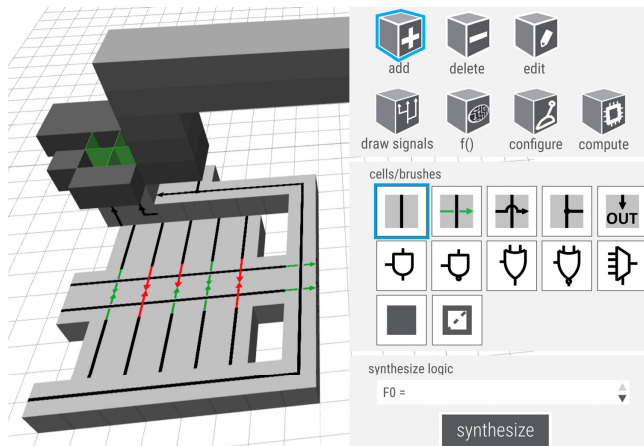 add
delete
edit
draw signals
f()
configure
compute
cells/brushes
OUT
synthesize logic
F0 =
synthesize